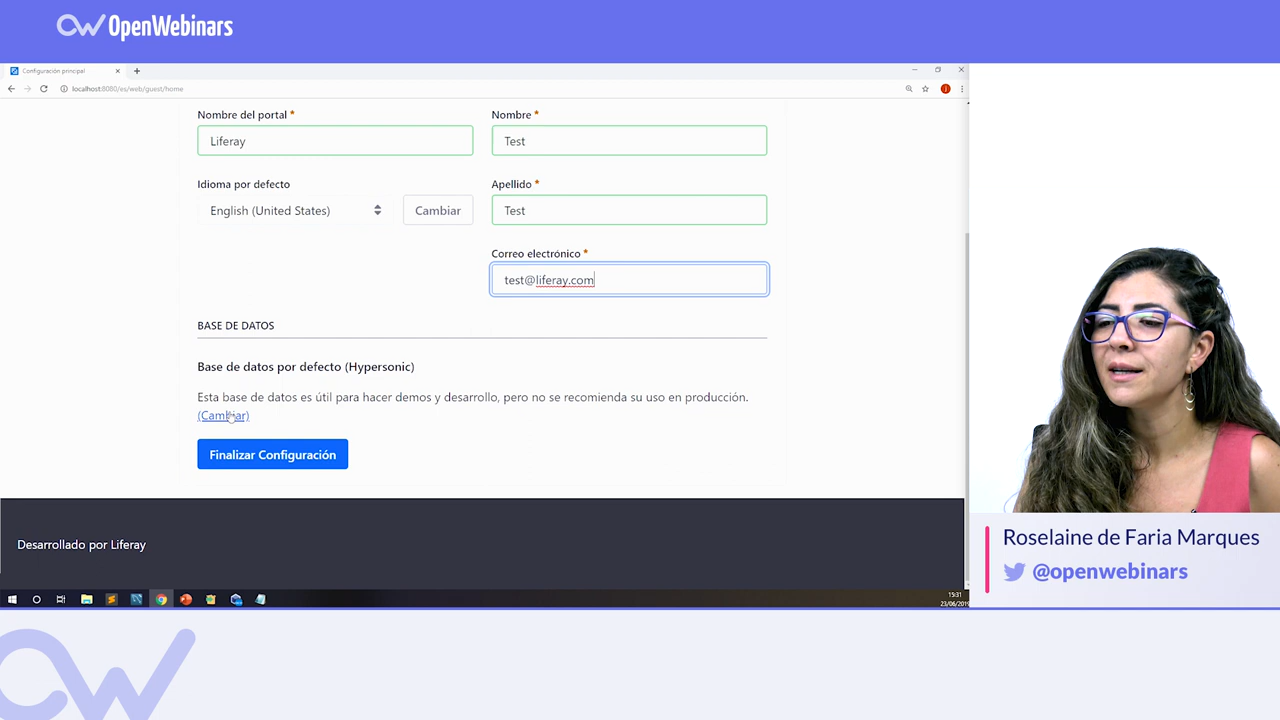 OpenWebinars
Configuración principal
localhost:8080/es/web/guest/home
Nombre del portal *
Nombre *
Liferay
Test
Idioma por defecto
Apellido *
English (United States)
Cambiar
Test
Correo electrónico *
test@liferay.com
BASE DE DATOS
Base de datos por defecto (Hypersonic)
Esta base de datos es útil para hacer demos y desarrollo, pero no se recomienda su uso en producción.
(Cambiar)
Finalizar Configuración
Desarrollado por Liferay
Roselaine de Faria Marques
@openwebinars
15:31